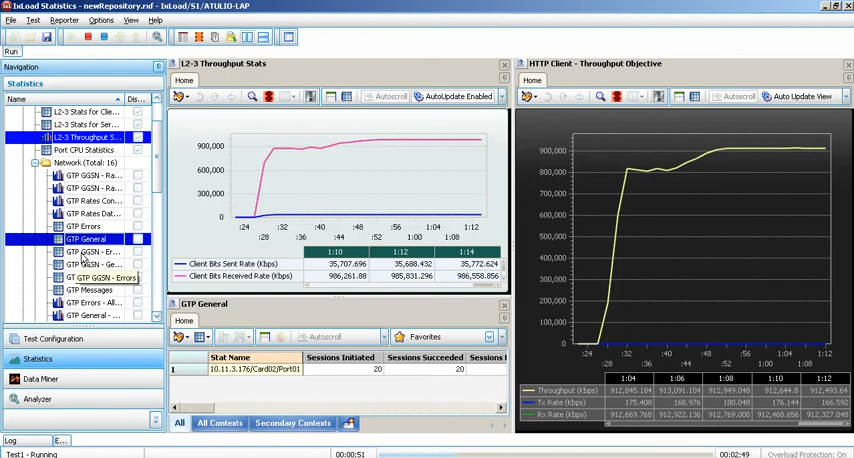 IxLoad Statistics - newRepository.rxf - IxLoad/S1/ATULIO-LAP
File Test Reporter Options View Help
Run
Navigation
Statistics
Name Dis...
L2-3 Stats for Clie...
L2-3 Stats for Ser...
L2-3 Throughput S...
Port CPU Statistics
Network (Total: 16)
GTP GGSN - Ra...
GTP GGSN - Ra...
GTP Rates Con...
GTP Rates Dat...
GTP Errors
GTP General
GTP GGSN - Er...
GTP GGSN - Ge...
GT GTP GGSN - Errors
GTP Messages
GTP Errors - All...
GTP General - ...
Test Configuration
Statistics
Data Miner
Analyzer
Log E...
L2-3 Throughput Stats
Home
Autoscroll AutoUpdate Enabled
900,000
600,000
300,000
0
:24 :32 :40 :48 :56 1:04 1:12
:28 :36 :44 :52 1:00 1:08
1:10 1:12 1:14
Client Bits Sent Rate (Kbps) 35,707.696 35,688.432 35,772.624
Client Bits Received Rate (Kbps) 986,261.88 985,831.296 986,558.856
GTP General
Home
Autoscroll Favorites
Stat Name Sessions Initiated Sessions Succeeded Sessions
1 10.11.3.176/Card02/Port01 20 20
All All Contexts Secondary Contexts
HTTP Client - Throughput Objective
Home
Autoscroll Auto Update View
900,000
800,000
700,000
600,000
500,000
400,000
300,000
200,000
100,000
0
:24 :32 :40 :48 :56 1:04 1:12
:28 :36 :44 :52 1:00 1:08
1:04 1:06 1:08 1:10 1:12
Throughput (Kbps) 912,845.184 913,091.104 912,949.048 912,644.8 912,493.64
Tx Rate (Kbps) 175.408 168.976 180.048 176.144 166.592
Rx Rate (Kbps) 912,669.768 912,922.136 912,769.008 912,468.656 912,327.048
Test1 - Running 00:00:51 00:02:49 Overload Protection: On